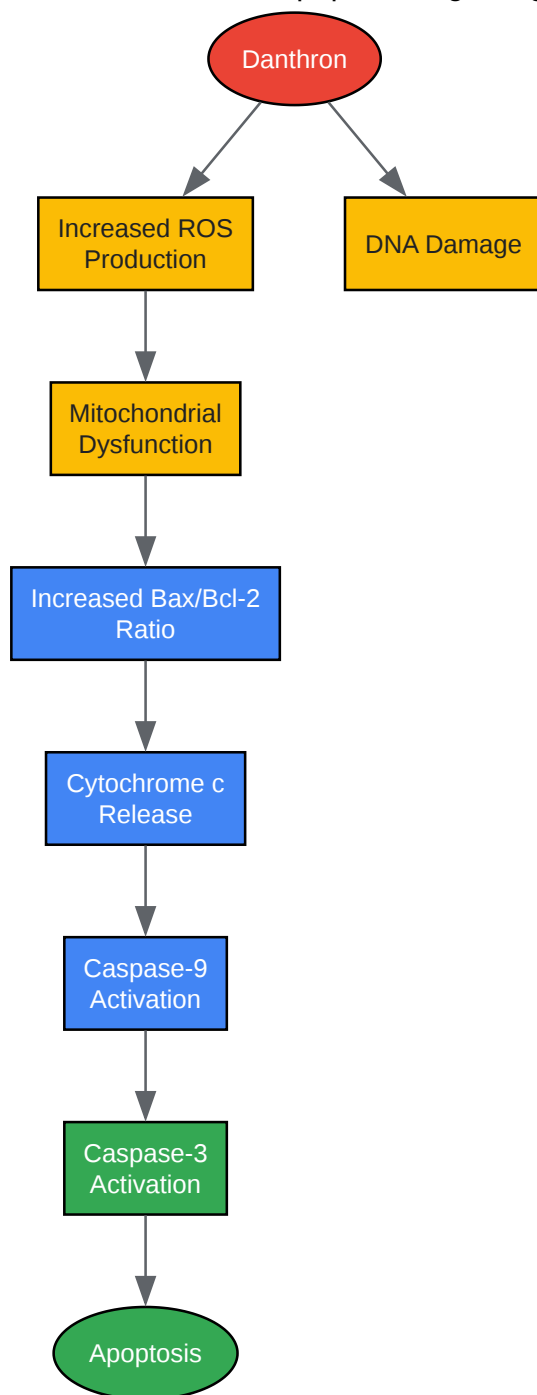 Danthron
Increased ROS
Production
DNA Damage
Mitochondrial
Dysfunction
Increased Bax/Bcl-2
Ratio
Cytochrome c
Release
Caspase-9
Activation
Caspase-3
Activation
Apoptosis